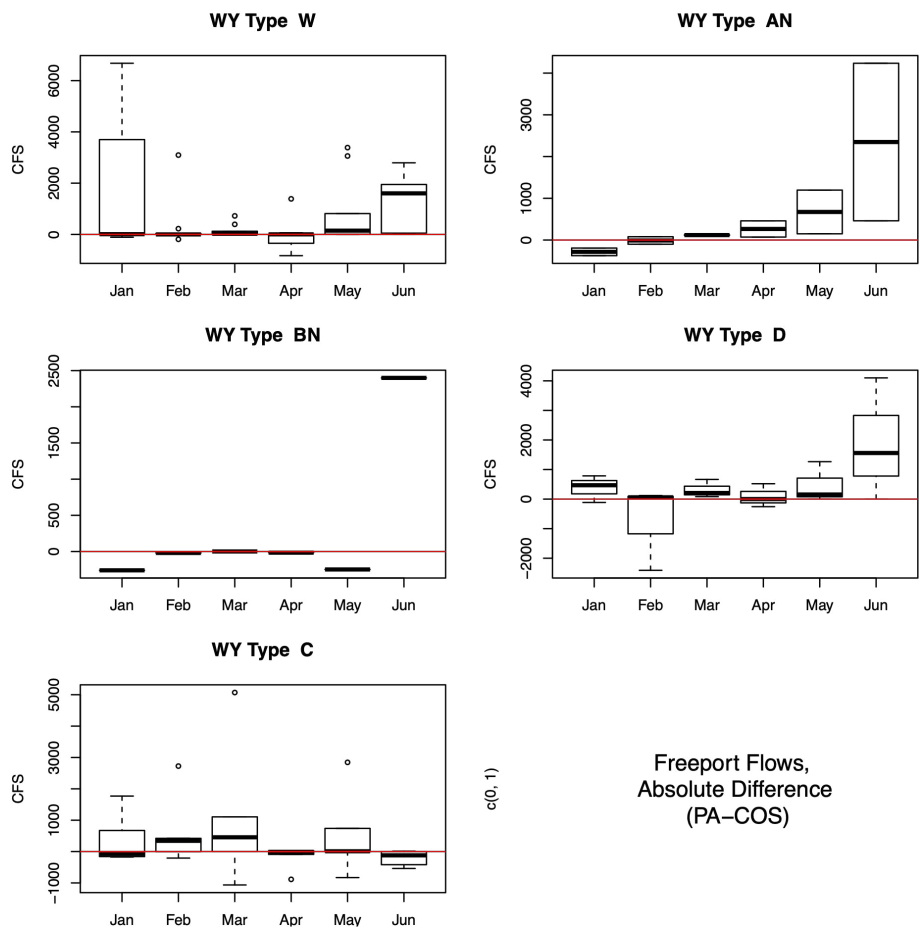 WY Type W
CFS
6000
4000
2000
0
Jan Feb Mar Apr May Jun
WY Type AN
CFS
3000
1000
0
Jan Feb Mar Apr May Jun
WY Type BN
CFS
2500
1500
500
0
Jan Feb Mar Apr May Jun
WY Type D
CFS
4000
2000
0
−2000
Jan Feb Mar Apr May Jun
WY Type C
CFS
5000
3000
1000
−1000
Jan Feb Mar Apr May Jun
c(0, 1)
Freeport Flows,
Absolute Difference
(PA−COS)